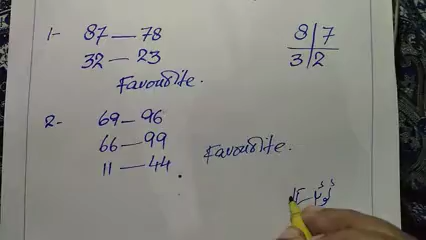 1- 87 — 78
32 — 23
Favourite.
8 7
3 2
2- 69 — 96
66 — 99
11 — 44
Favourite.